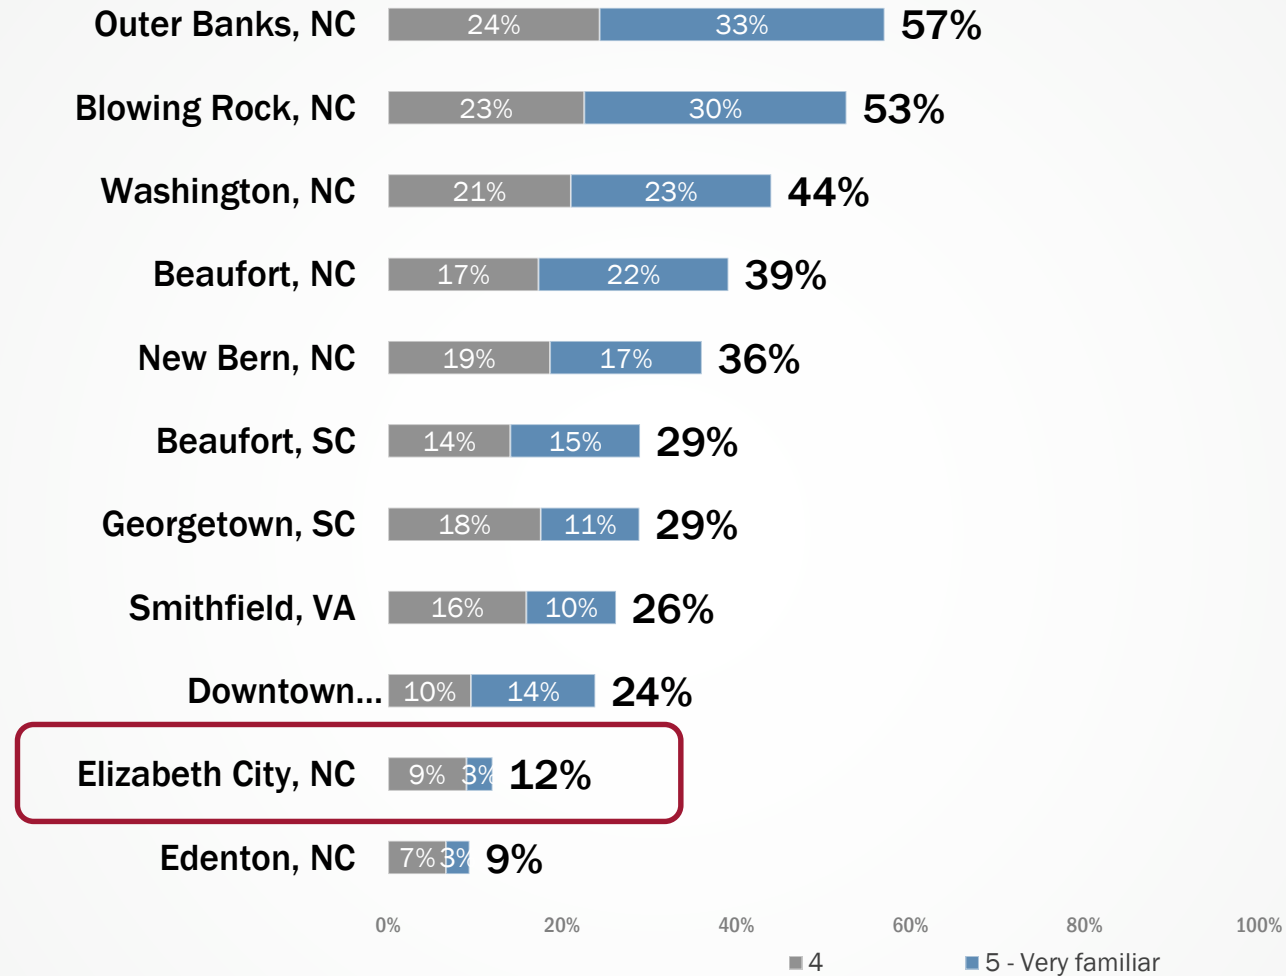 Outer Banks, NC 24% 33% 57%
Blowing Rock, NC 23% 30% 53%
Washington, NC 21% 23% 44%
Beaufort, NC 17% 22% 39%
New Bern, NC 19% 17% 36%
Beaufort, SC 14% 15% 29%
Georgetown, SC 18% 11% 29%
Smithfield, VA 16% 10% 26%
Downtown... 10% 14% 24%
Elizabeth City, NC 9% 3% 12%
Edenton, NC 7% 3% 9%
0% 20% 40% 60% 80% 100%
4 5 - Very familiar